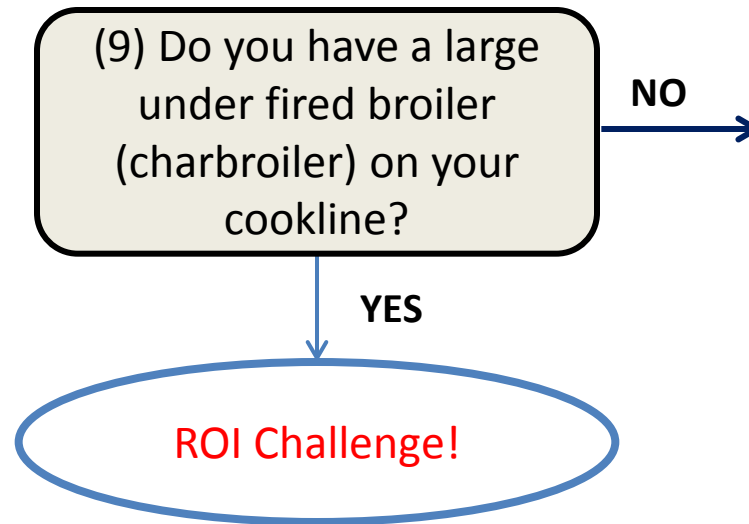 (9) Do you have a large
under fired broiler
(charbroiler) on your
cookline?
NO
YES
ROI Challenge!